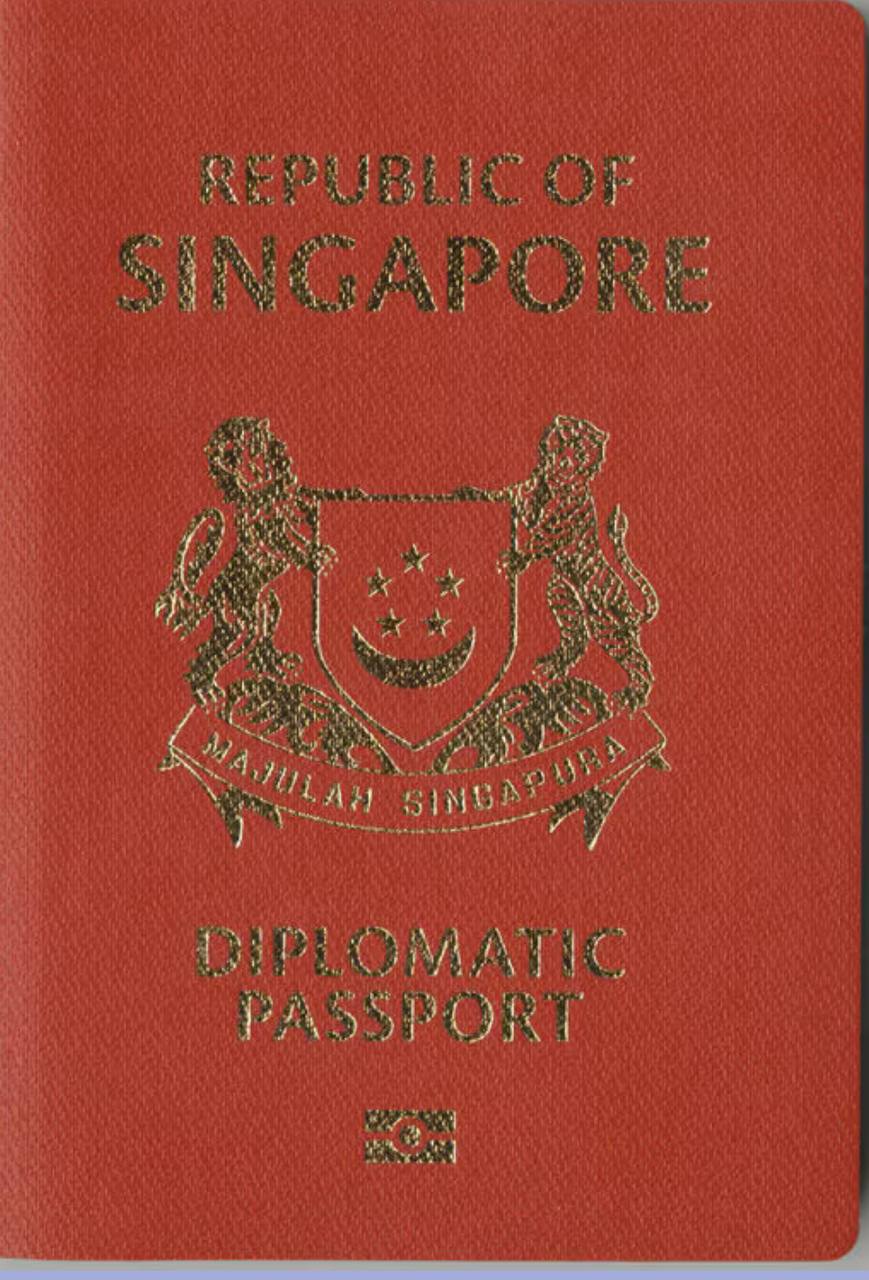 REPUBLIC OF
SINGAPORE
MAJULAH SINGAPURA
DIPLOMATIC
PASSPORT